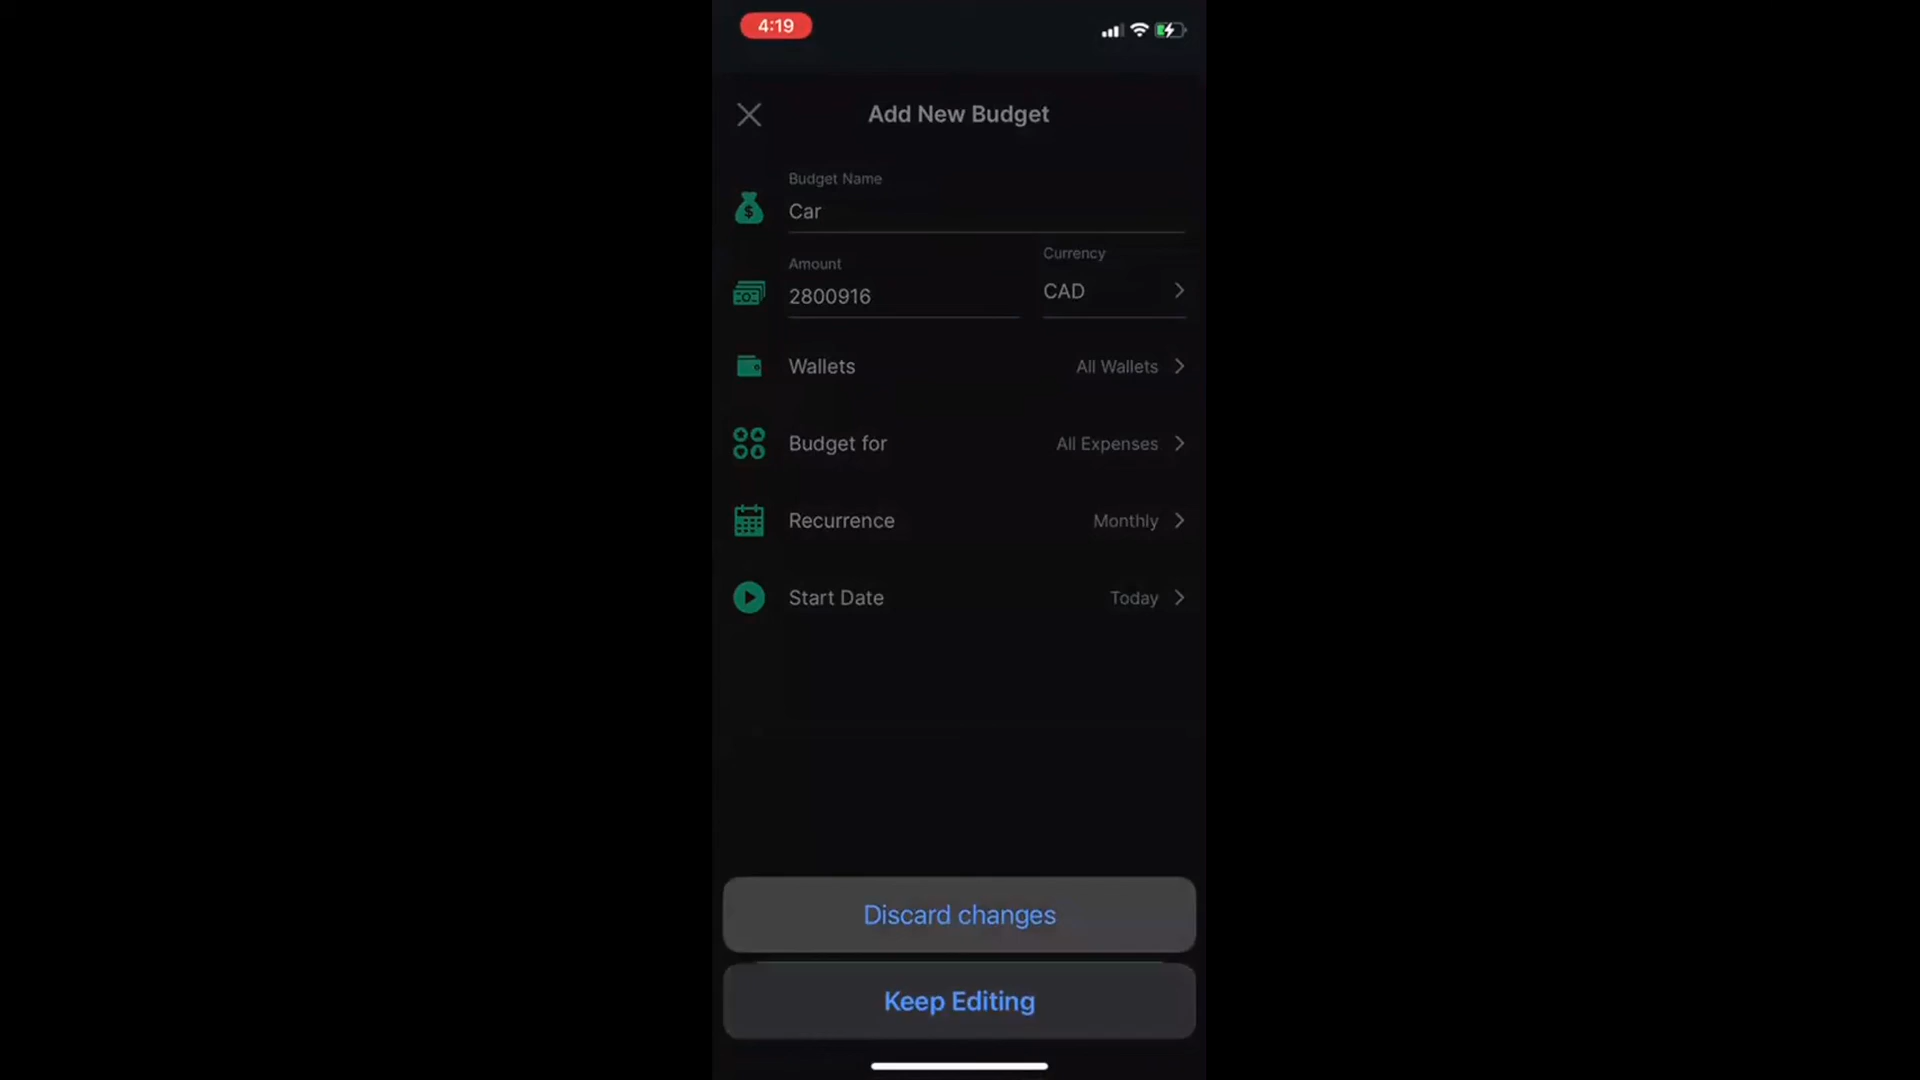 4:19
Add New Budget
Budget Name
Car
Amount
Currency
2800916
CAD
Wallets
All Wallets
Budget for
All Expenses
Recurrence
Monthly
Start Date
Today
Discard changes
Keep Editing